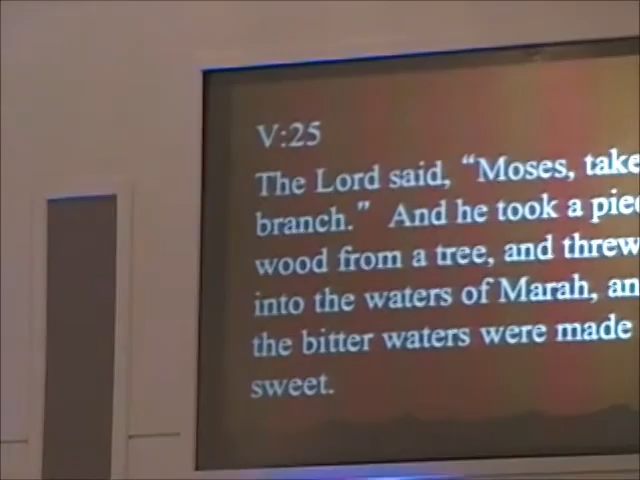 V:25
The Lord said, “Moses, take
branch.” And he took a
wood from a tree, and threw
into the waters of Marah,
the bitter waters were made
sweet.